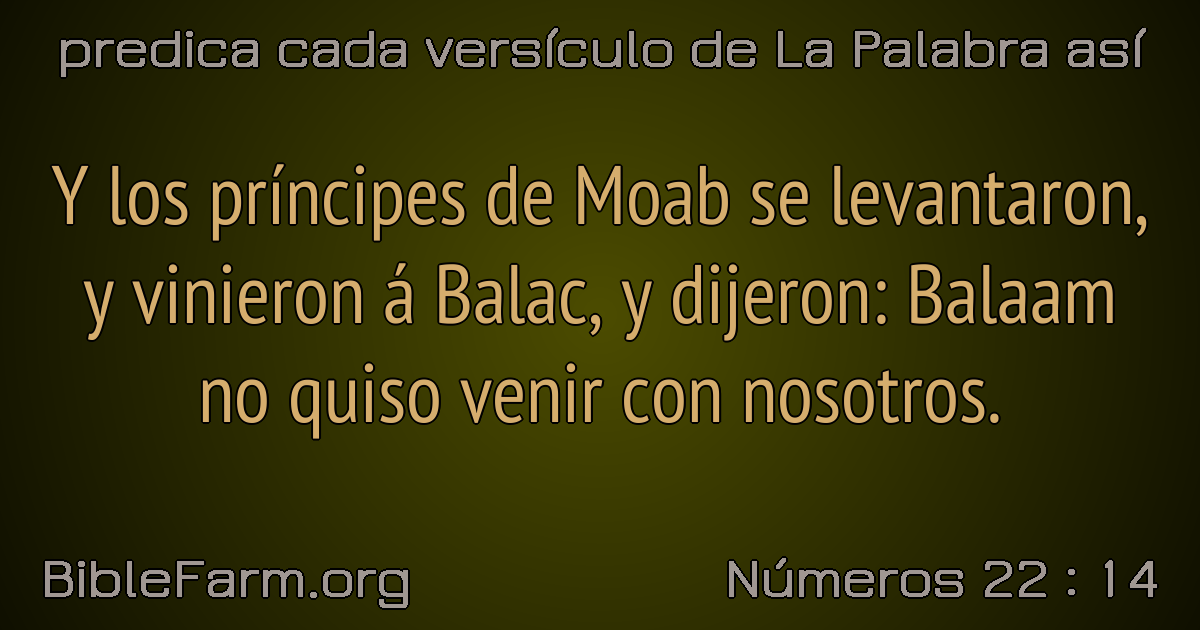 predica cada versículo de La Palabra así
Y los príncipes de Moab se levantaron,
y vinieron á Balac, y dijeron: Balaam
no quiso venir con nosotros.
BibleFarm.org
Números 22 : 14